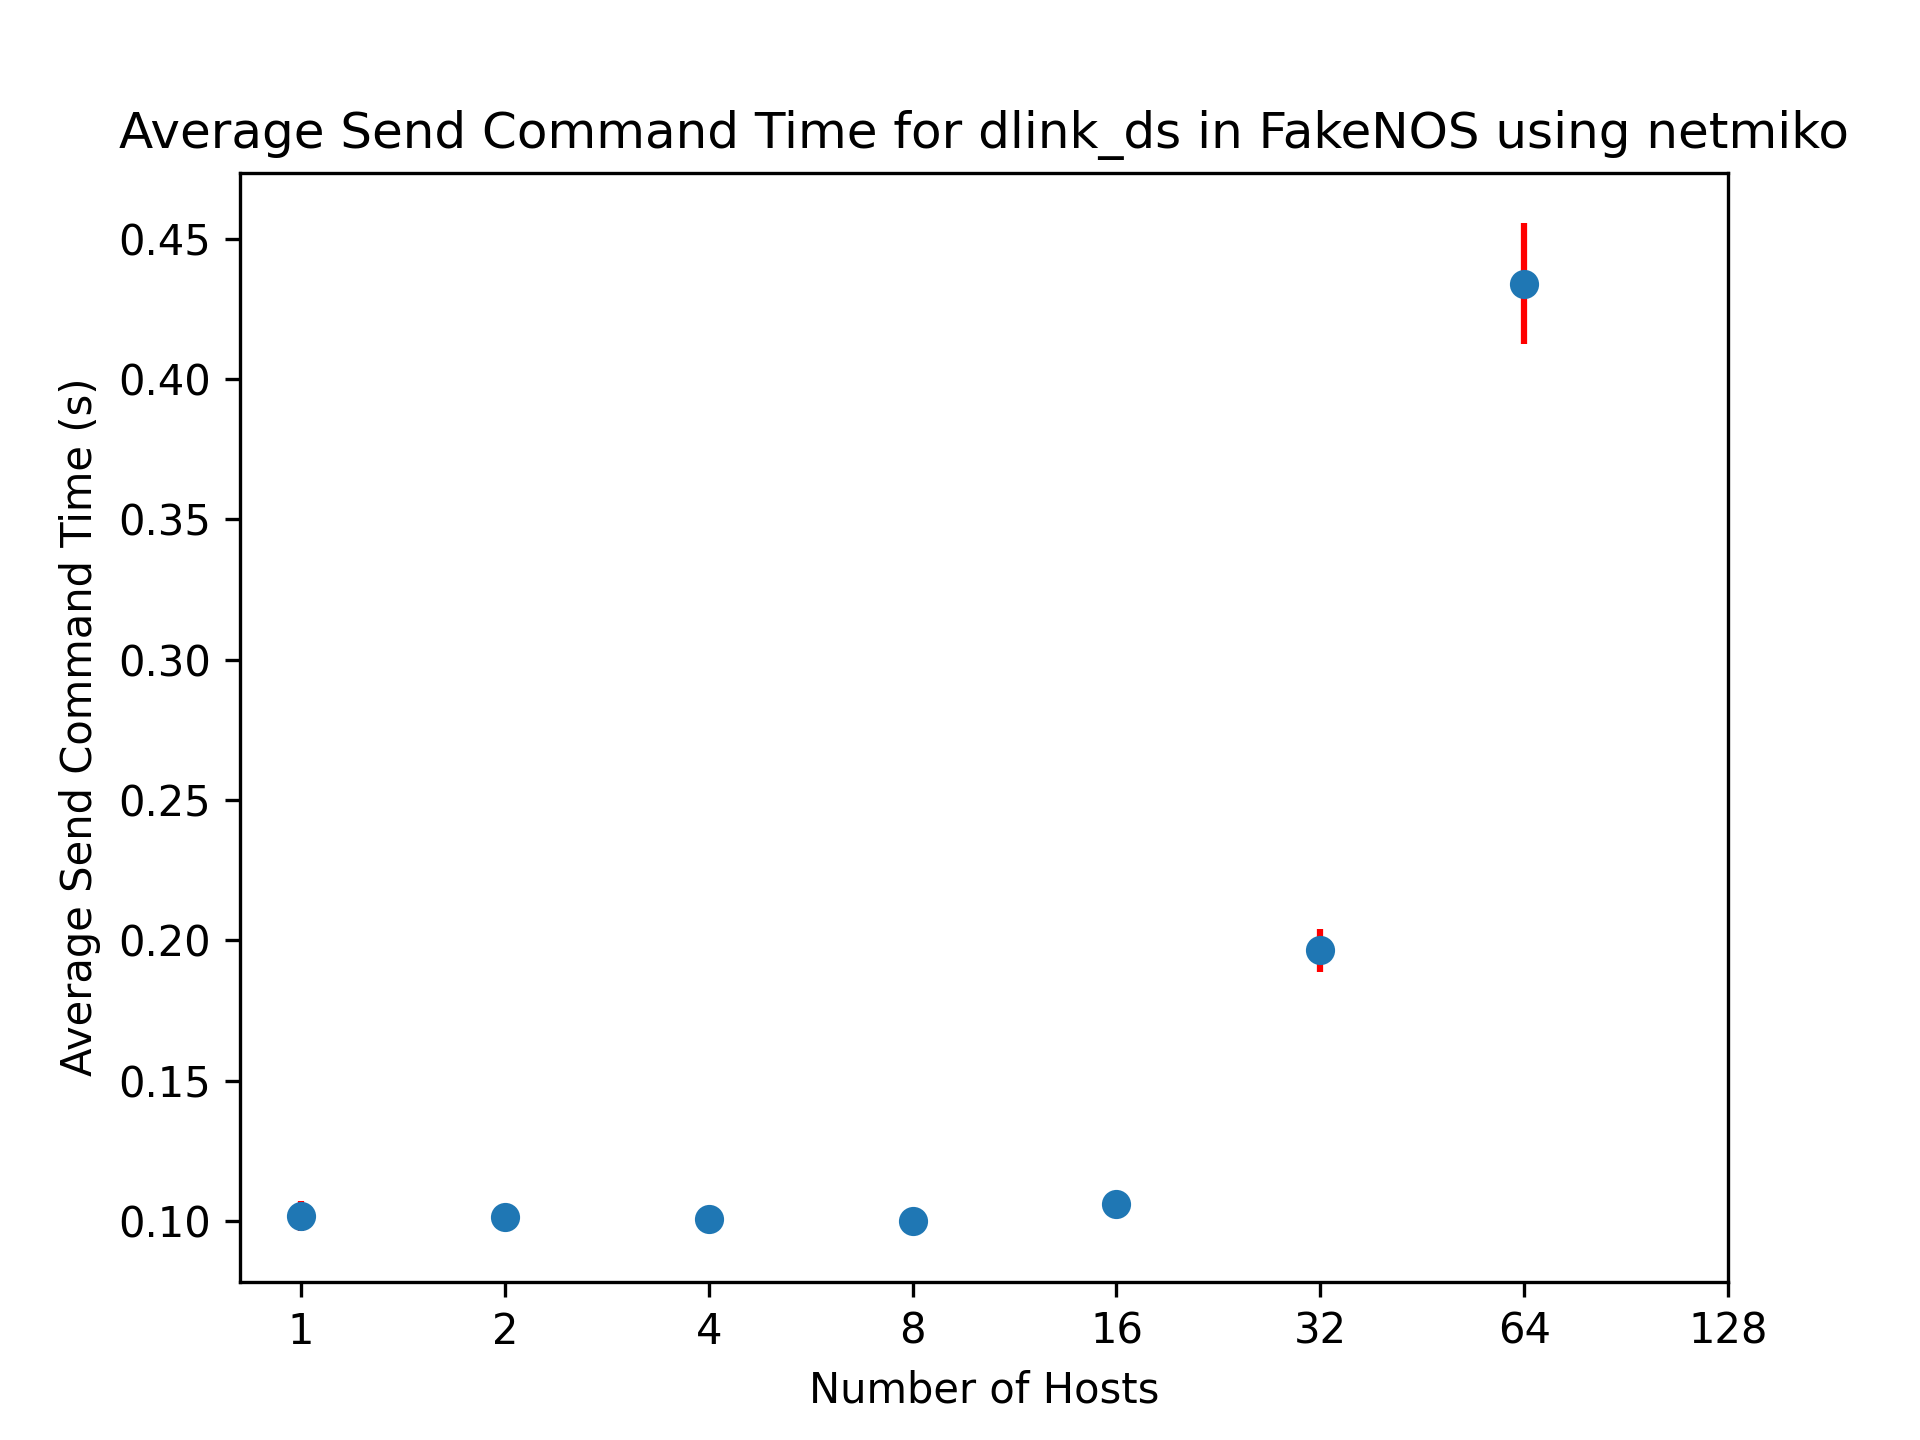 Average Send Command Time for dlink_ds in FakeNOS using netmiko
Average Send Command Time (s)
0.45
0.40
0.35
0.30
0.25
0.20
0.15
0.10
1 2 4 8 16 32 64 128
Number of Hosts